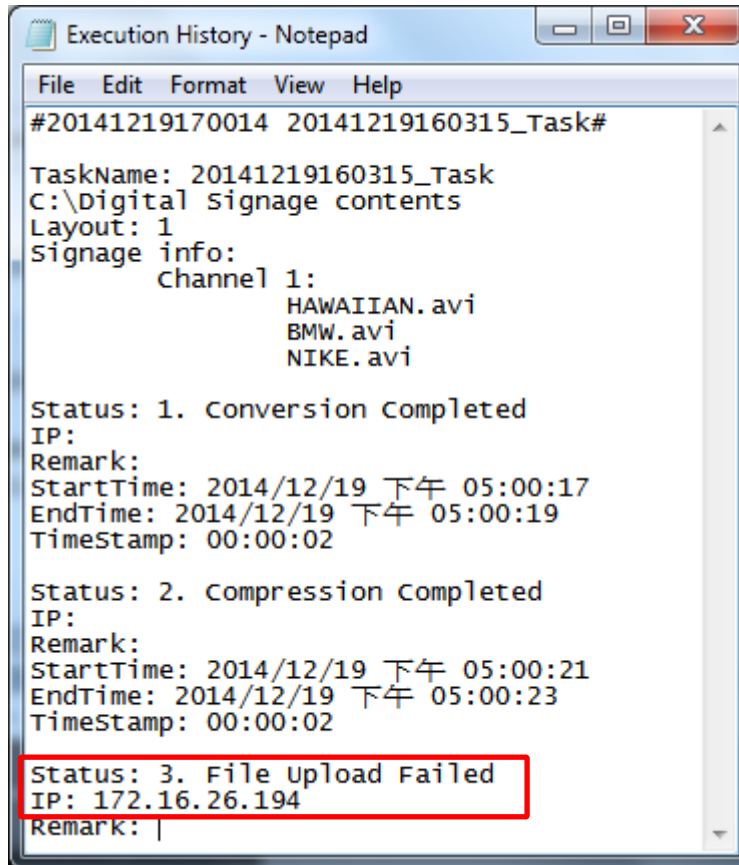 Execution History - Notepad
File Edit Format View Help
#20141219170014 20141219160315_Task#
TaskName: 20141219160315_Task
C:\Digital Signage contents
Layout: 1
Signage info:
Channel 1:
HAWAIIAN.avi
BMW.avi
NIKE.avi
Status: 1. Conversion Completed
IP:
Remark:
StartTime: 2014/12/19 下午 05:00:17
EndTime: 2014/12/19 下午 05:00:19
TimeStamp: 00:00:02
Status: 2. Compression Completed
IP:
Remark:
StartTime: 2014/12/19 下午 05:00:21
EndTime: 2014/12/19 下午 05:00:23
TimeStamp: 00:00:02
Status: 3. File Upload Failed
IP: 172.16.26.194
Remark: